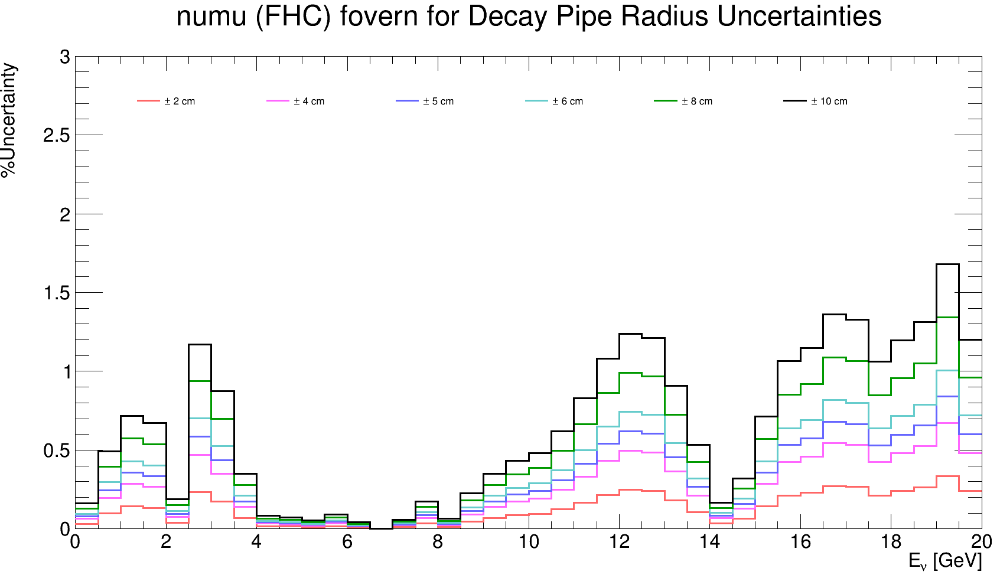 numu (FHC) fovern for Decay Pipe Radius Uncertainties
%Uncertainty
3
2.5
2
1.5
1
0.5
0
± 2 cm ± 4 cm ± 5 cm ± 6 cm ± 8 cm ± 10 cm
0 2 4 6 8 10 12 14 16 18 20
Eν [GeV]